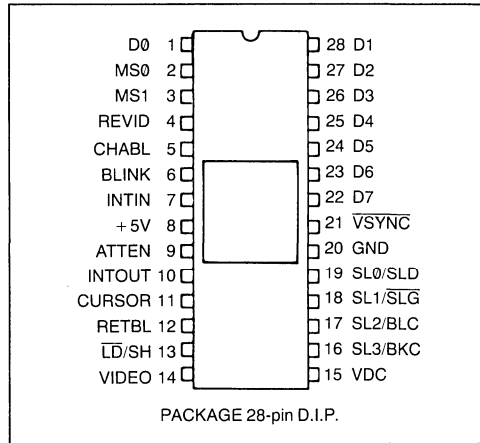 D0 1 28 D1
MS0 2 27 D2
MS1 3 26 D3
REVID 4 25 D4
CHABL 5 24 D5
BLINK 6 23 D6
INTIN 7 22 D7
+5V 8 21 V̅S̅Y̅N̅C̅
ATTEN 9 20 GND
INTOUT 10 19 SL0/SLD
CURSOR 11 18 SL1/S̅L̅G̅
RETBL 12 17 SL2/BLC
L̅D̅/SH 13 16 SL3/BKC
VIDEO 14 15 VDC
PACKAGE 28-pin D.I.P.